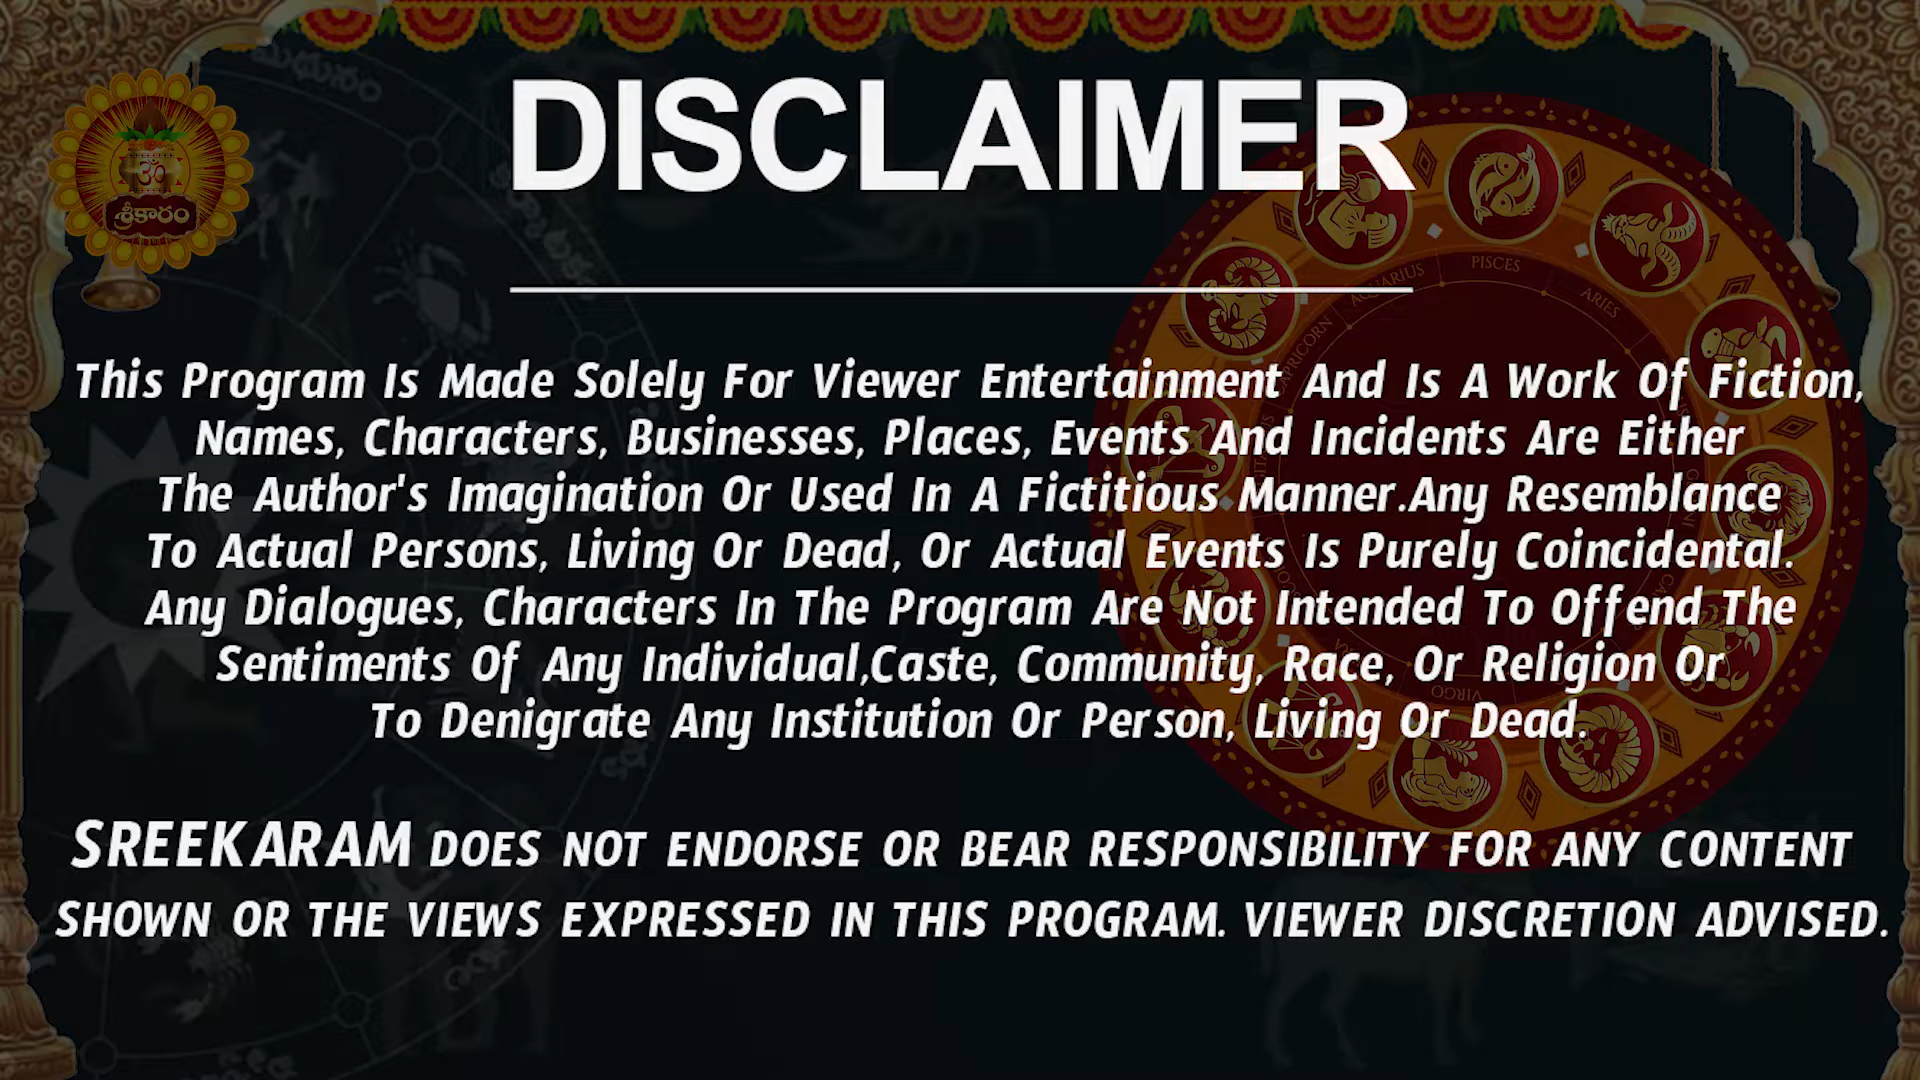 DISCLAIMER
శ్రీకారం
PISCES
AQUARIUS
ARIES
CAPRICORN
This Program Is Made Solely For Viewer Entertainment And Is A Work Of Fiction,
Names, Characters, Businesses, Places, Events And Incidents Are Either
The Author's Imagination Or Used In A Fictitious Manner.Any Resemblance
To Actual Persons, Living Or Dead, Or Actual Events Is Purely Coincidental.
Any Dialogues, Characters In The Program Are Not Intended To Offend The
Sentiments Of Any Individual,Caste, Community, Race, Or Religion Or
VIRGO
To Denigrate Any Institution Or Person, Living Or Dead.
SREEKARAM DOES NOT ENDORSE OR BEAR RESPONSIBILITY FOR ANY CONTENT
SHOWN OR THE VIEWS EXPRESSED IN THIS PROGRAM. VIEWER DISCRETION ADVISED.